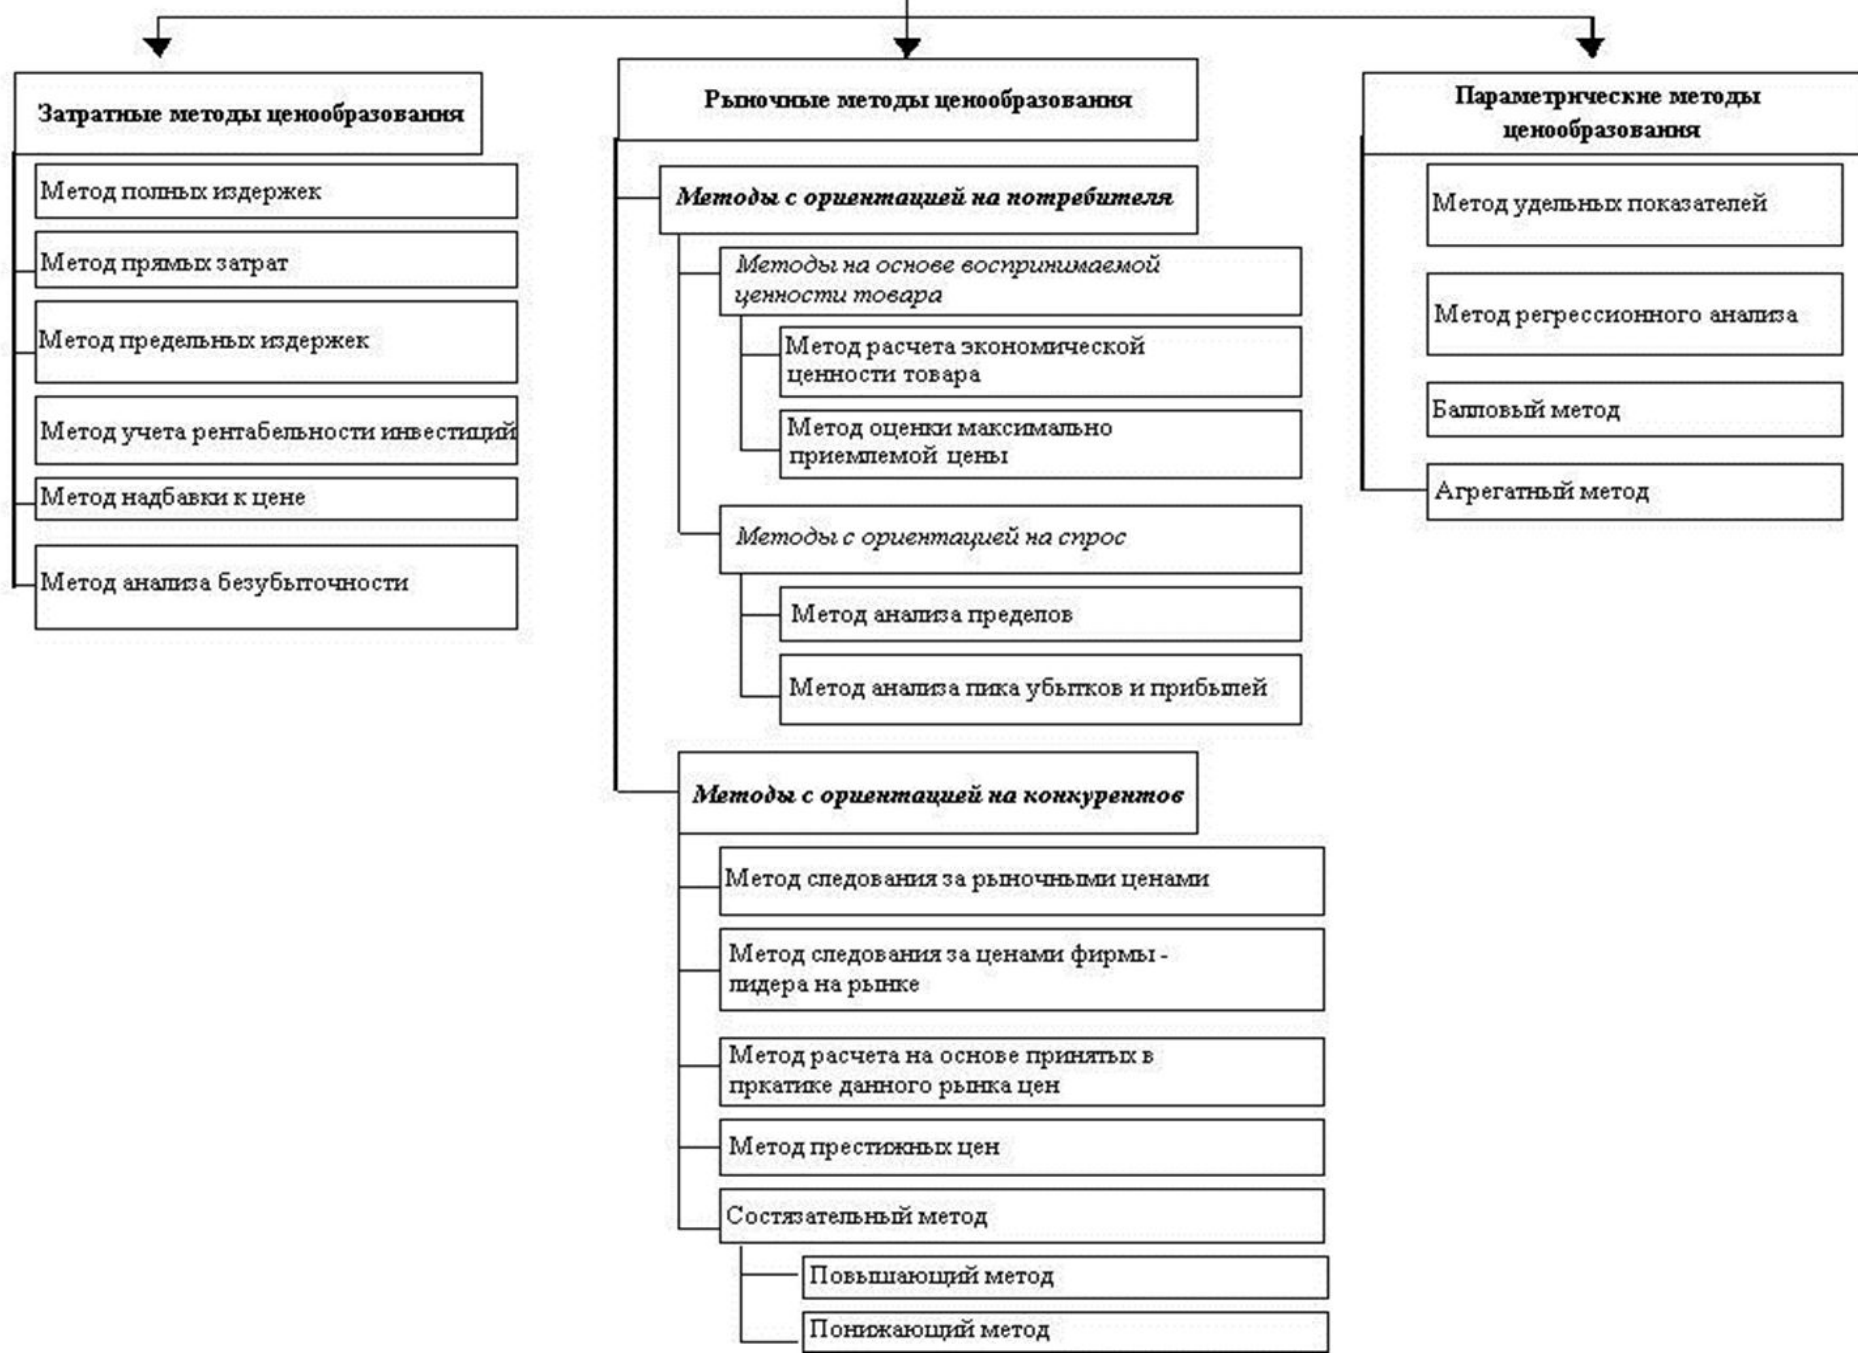 Затратные методы ценообразования
Метод полных издержек
Метод прямых затрат
Метод предельных издержек
Метод учета рентабельности инвестиций
Метод надбавки к цене
Метод анализа безубыточности
Рыночные методы ценообразования
Методы с ориентацией на потребителя
Методы на основе воспринимаемой
ценности товара
Метод расчета экономической
ценности товара
Метод оценки максимально
приемлемой цены
Методы с ориентацией на спрос
Метод анализа пределов
Метод анализа пика убытков и прибылей
Методы с ориентацией на конкурентов
Метод следования за рыночными ценами
Метод следования за ценами фирмы -
лидера на рынке
Метод расчета на основе принятых в
пркатике данного рынка цен
Метод престижных цен
Состязательный метод
Повышающий метод
Понижающий метод
Параметрические методы
ценообразования
Метод удельных показателей
Метод регрессионного анализа
Балловый метод
Агрегатный метод